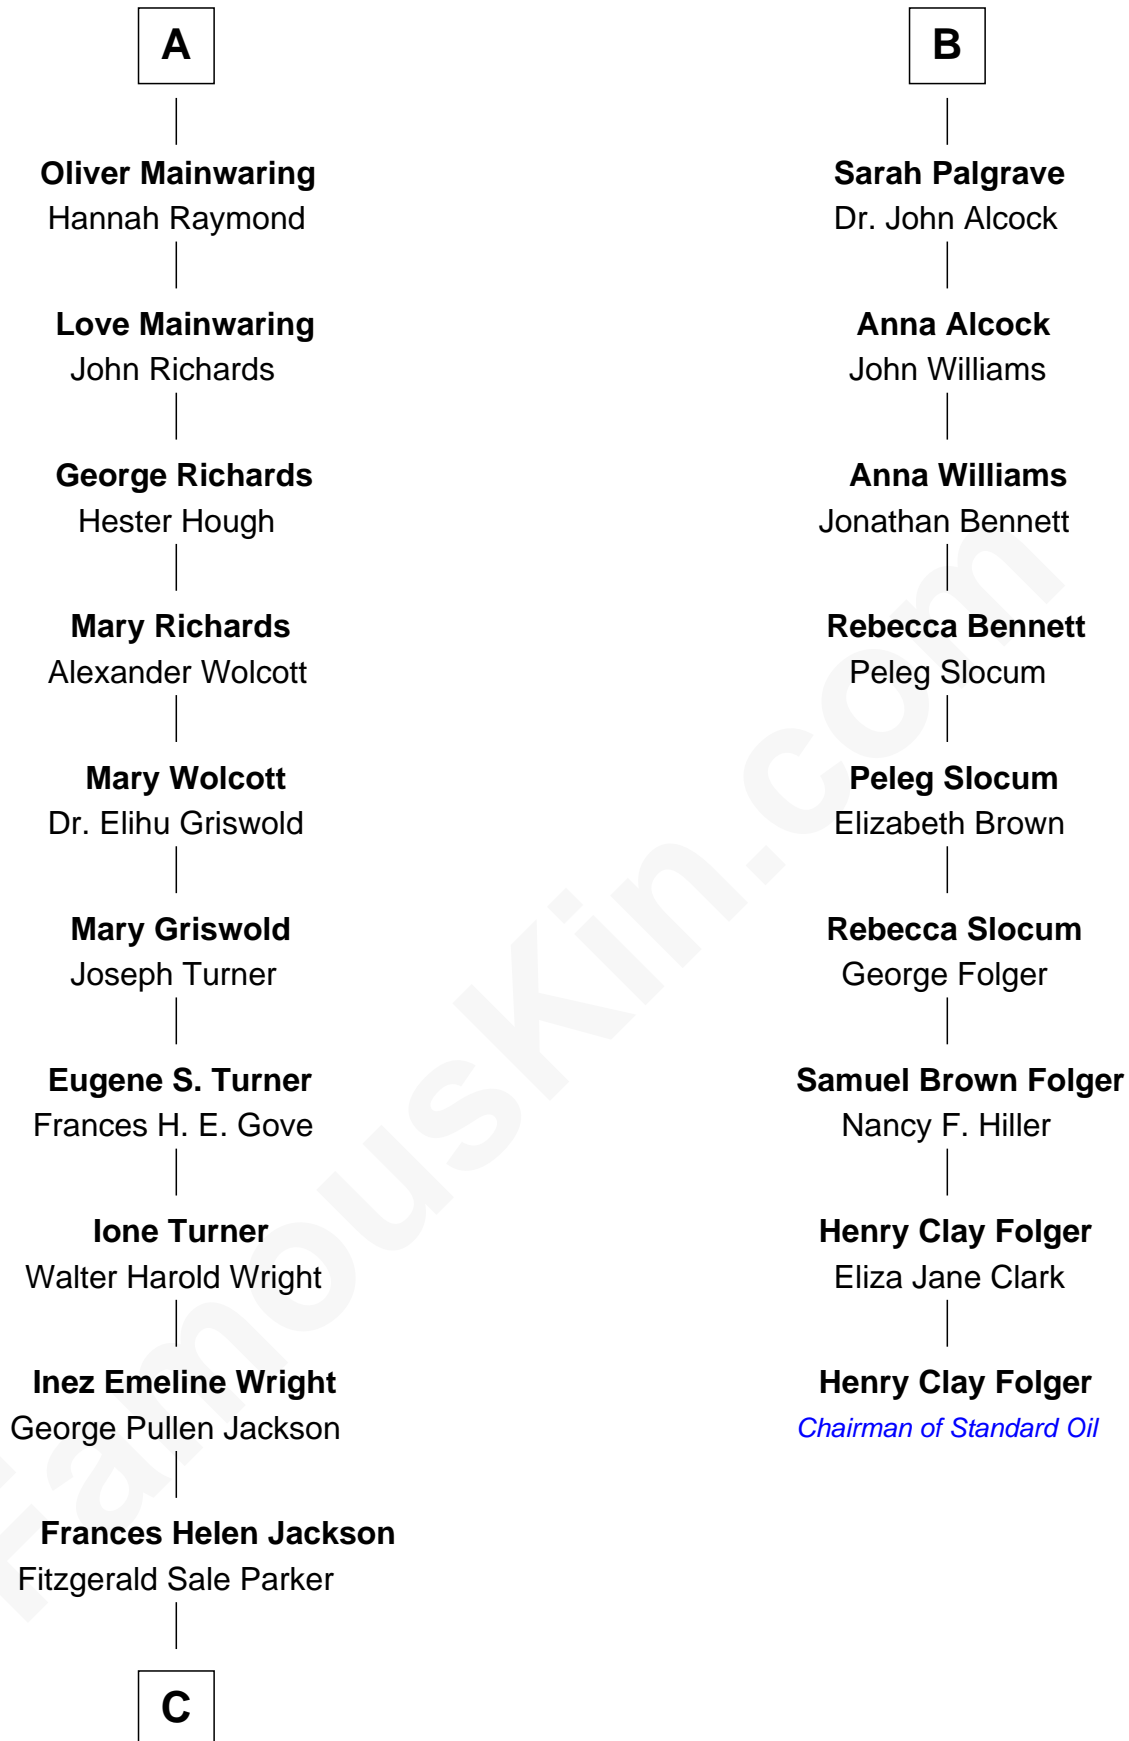 A
Oliver Mainwaring
Hannah Raymond
Love Mainwaring
John Richards
George Richards
Hester Hough
Mary Richards
Alexander Wolcott
Mary Wolcott
Dr. Elihu Griswold
Mary Griswold
Joseph Turner
Eugene S. Turner
Frances H. E. Gove
Ione Turner
Walter Harold Wright
Inez Emeline Wright
George Pullen Jackson
Frances Helen Jackson
Fitzgerald Sale Parker
C
B
Sarah Palgrave
Dr. John Alcock
Anna Alcock
John Williams
Anna Williams
Jonathan Bennett
Rebecca Bennett
Peleg Slocum
Peleg Slocum
Elizabeth Brown
Rebecca Slocum
George Folger
Samuel Brown Folger
Nancy F. Hiller
Henry Clay Folger
Eliza Jane Clark
Henry Clay Folger
Chairman of Standard Oil
FamousKin.com